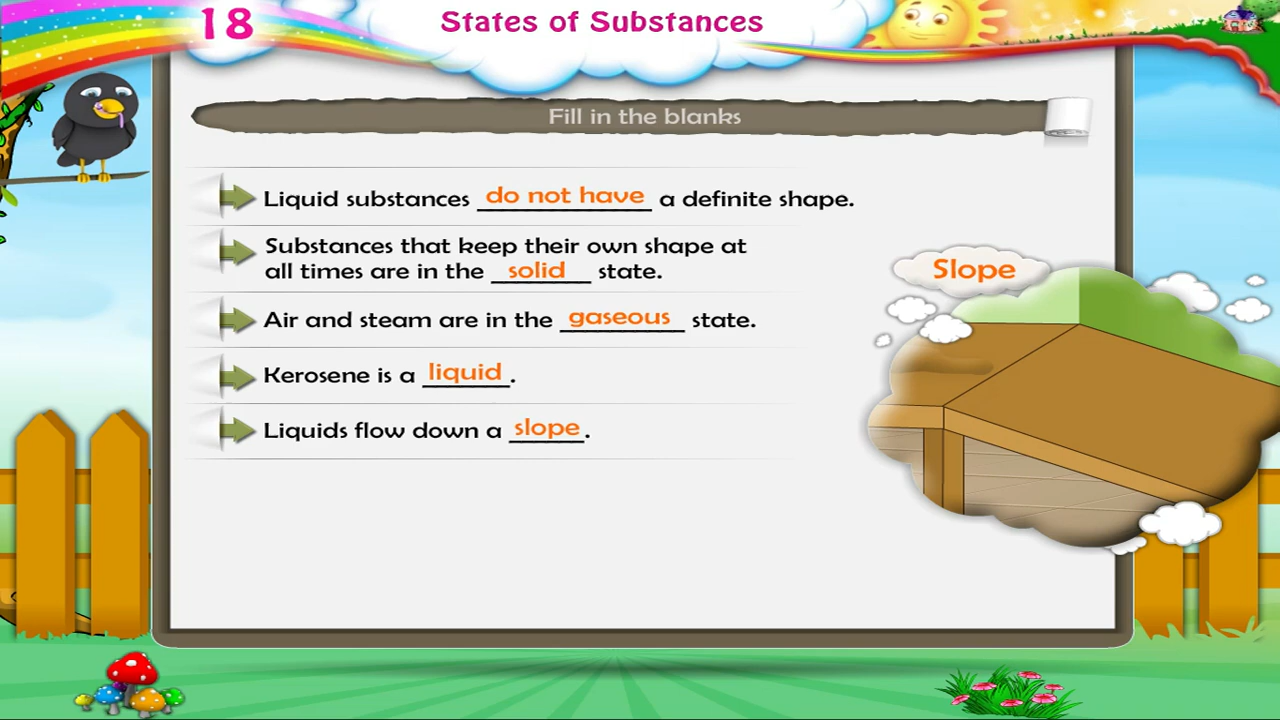 18
States of Substances
Fill in the blanks
Liquid substances do not have a definite shape.
Substances that keep their own shape at
all times are in the solid state.
Air and steam are in the gaseous state.
Kerosene is a liquid.
Liquids flow down a slope.
Slope